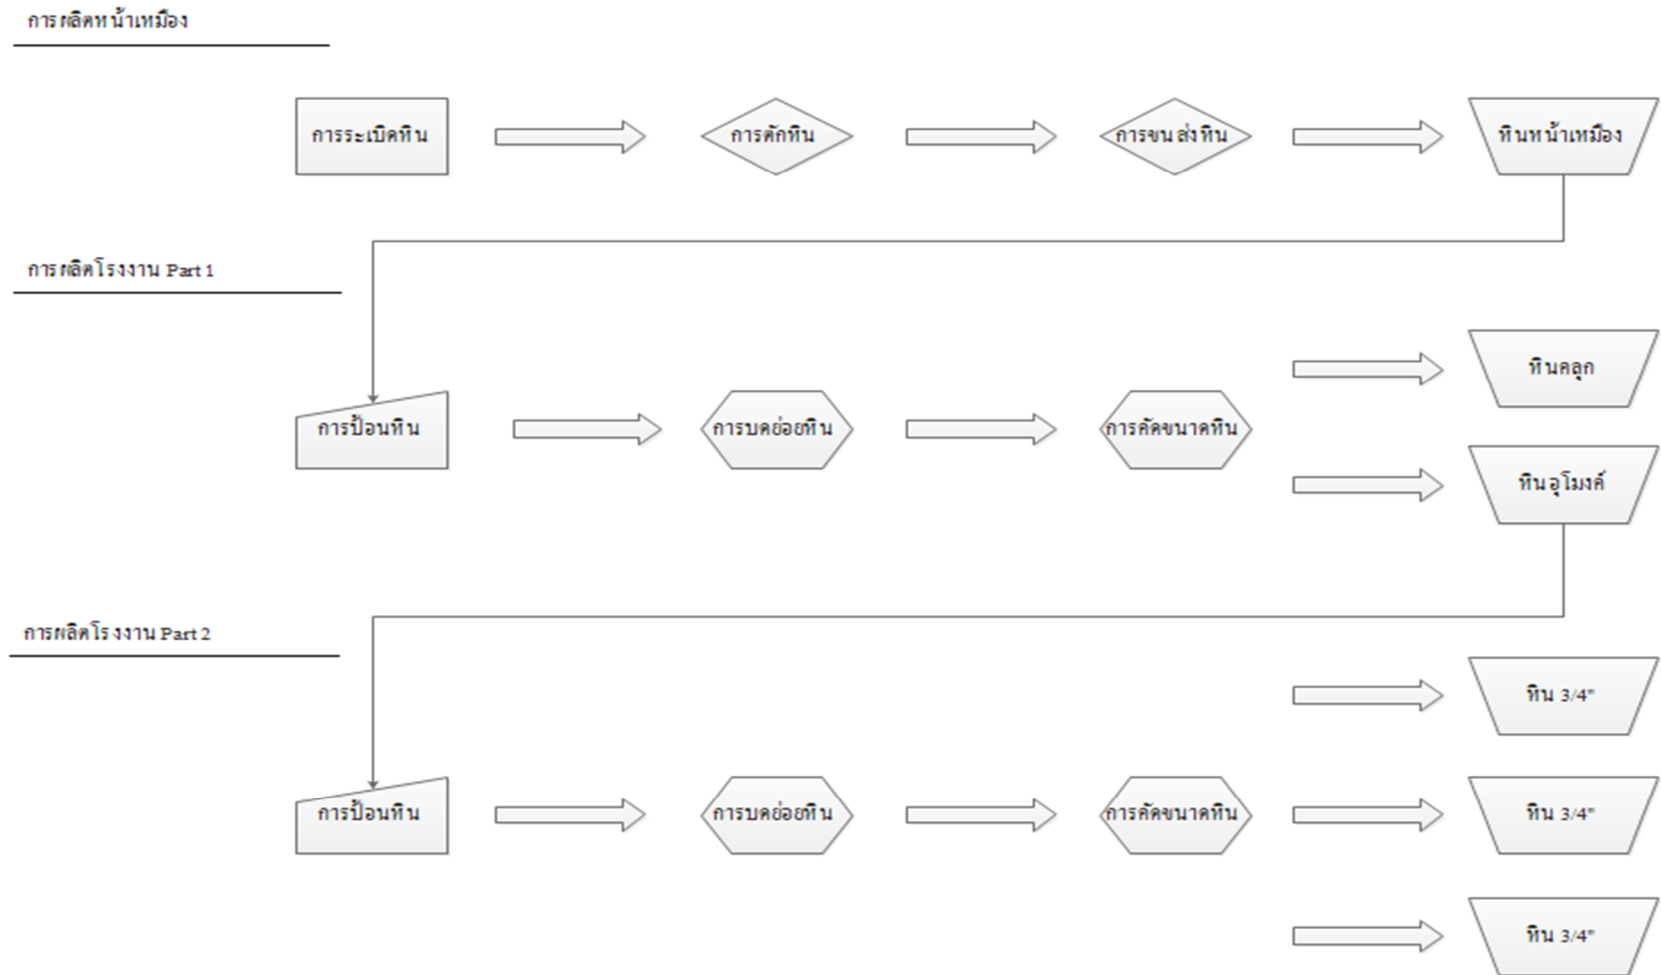 การผลิตหน้าเหมือง
การระเบิดหิน
การตักหิน
การขนส่งหิน
หินหน้าเหมือง
การผลิตโรงงาน Part 1
หินคลุก
การป้อนหิน
การบดย่อยหิน
การคัดขนาดหิน
หินอุโมงค์
การผลิตโรงงาน Part 2
หิน 3/4"
การป้อนหิน
การบดย่อยหิน
การคัดขนาดหิน
หิน 3/4"
หิน 3/4"